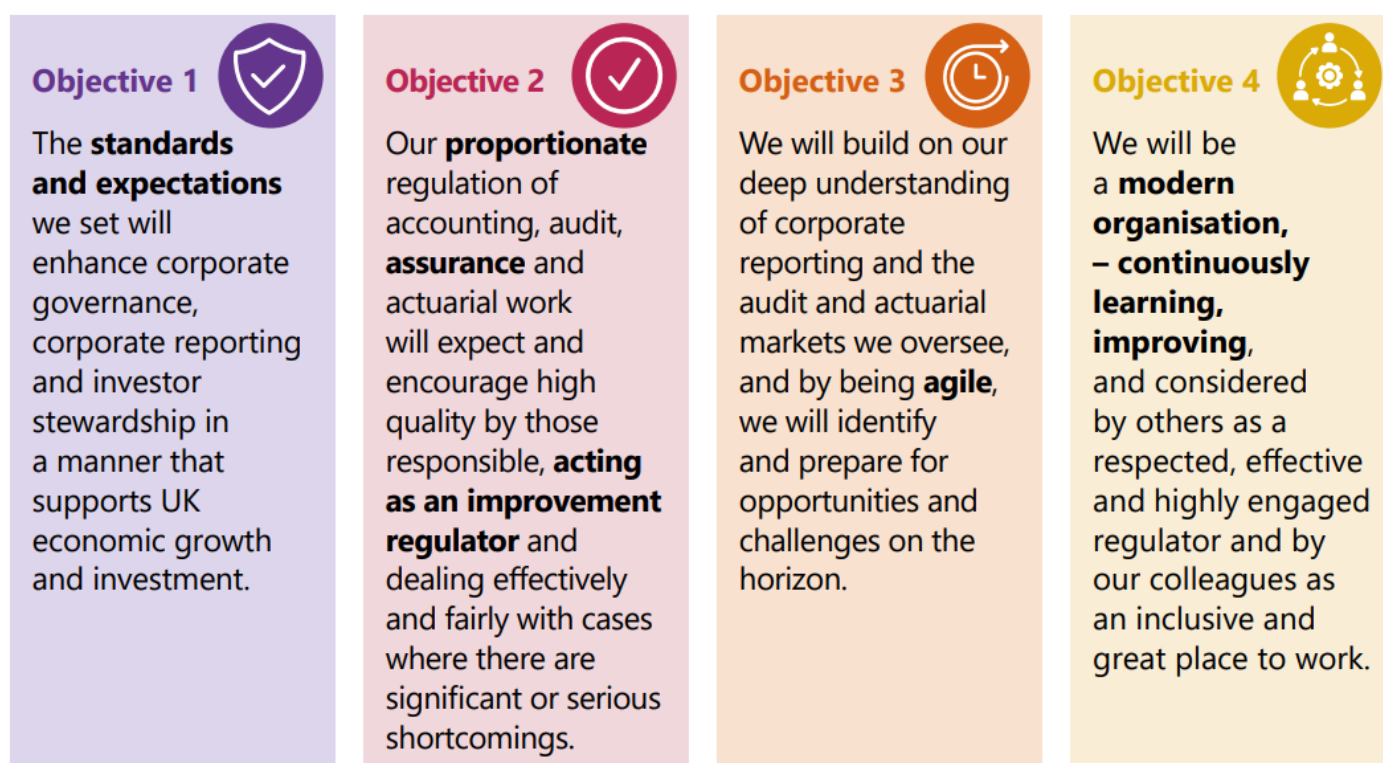 Objective 1
The standards
and expectations
we set will
enhance corporate
governance,
corporate reporting
and investor
stewardship in
a manner that
supports UK
economic growth
and investment.
Objective 2
Our proportionate
regulation of
accounting, audit,
assurance and
actuarial work
will expect and
encourage high
quality by those
responsible, acting
as an improvement
regulator and
dealing effectively
and fairly with cases
where there are
significant or serious
shortcomings.
Objective 3
We will build on our
deep understanding
of corporate
reporting and the
audit and actuarial
markets we oversee,
and by being agile,
we will identify
and prepare for
opportunities and
challenges on the
horizon.
Objective 4
We will be
a modern
organisation,
– continuously
learning,
improving,
and considered
by others as a
respected, effective
and highly engaged
regulator and by
our colleagues as
an inclusive and
great place to work.